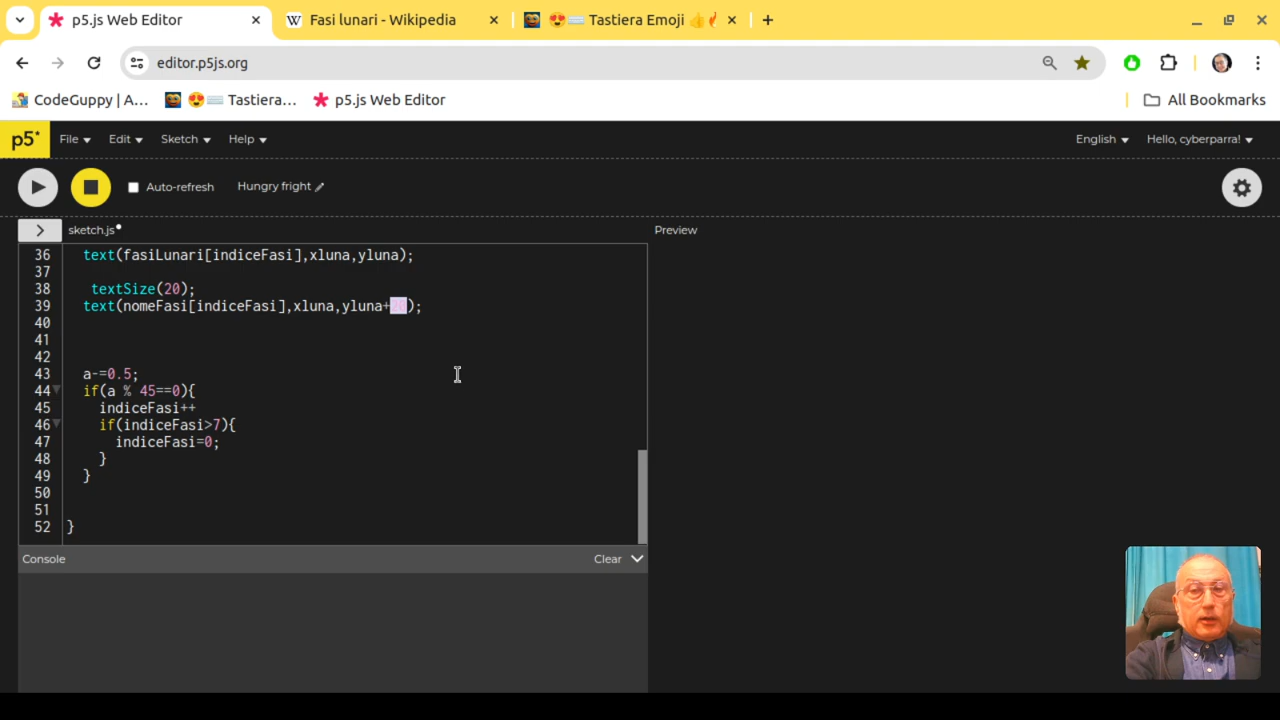 p5.js Web Editor
Fasi lunari - Wikipedia
😍⌨️ Tastiera Emoji 👍🔥
editor.p5js.org
CodeGuppy | A...
😍⌨️ Tastiera...
p5.js Web Editor
All Bookmarks
p5*
File
Edit
Sketch
Help
English
Hello, cyberparra!
Auto-refresh
Hungry fright
sketch.js
Preview
36 text(fasiLunari[indiceFasi],xluna,yluna);
37
38 textSize(20);
39 text(nomeFasi[indiceFasi],xluna,yluna+);
40
41
42
43 a-=0.5;
44 if(a % 45==0){
45 indiceFasi++
46 if(indiceFasi>7){
47 indiceFasi=0;
48 }
49 }
50
51
52 }
Console
Clear